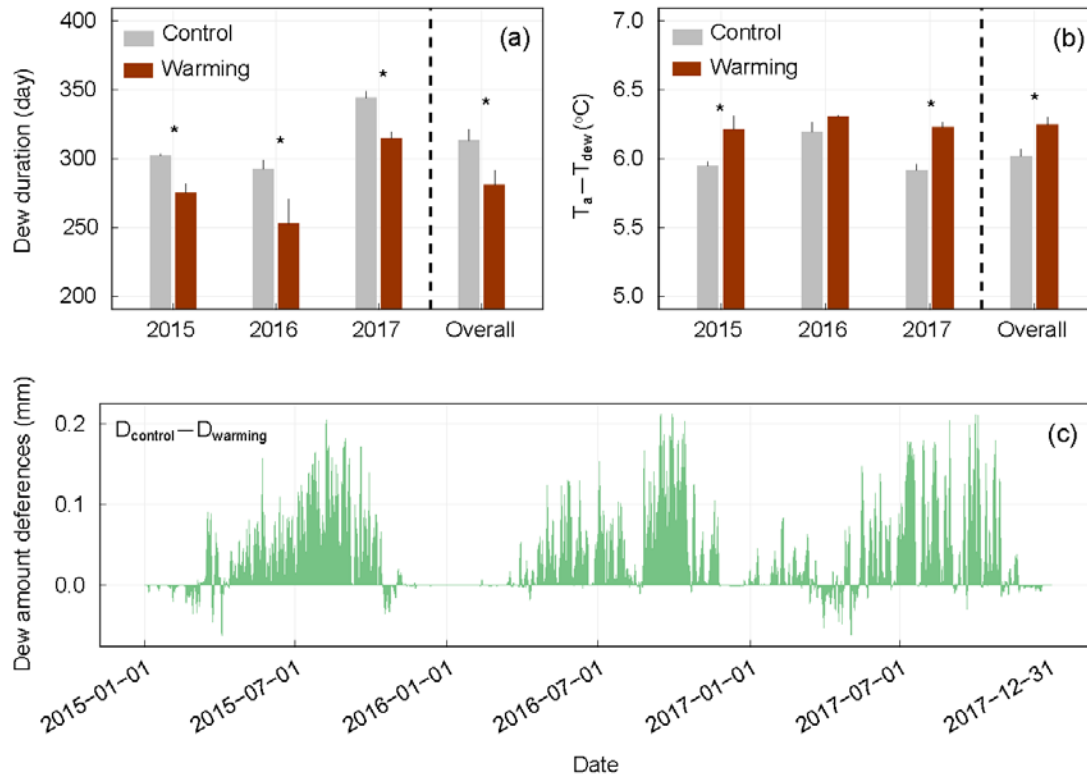 400
350
300
250
200
Dew duration (day)
Control
Warming
(a)
*
*
*
*
2015
2016
2017
Overall
7.0
6.5
6.0
5.5
5.0
Ta−Tdew (°C)
Control
Warming
(b)
*
*
*
2015
2016
2017
Overall
Dew amount deferences (mm)
0.2
0.1
0.0
Dcontrol−Dwarming
(c)
2015−01−01
2015−07−01
2016−01−01
2016−07−01
2017−01−01
2017−07−01
2017−12−31
Date